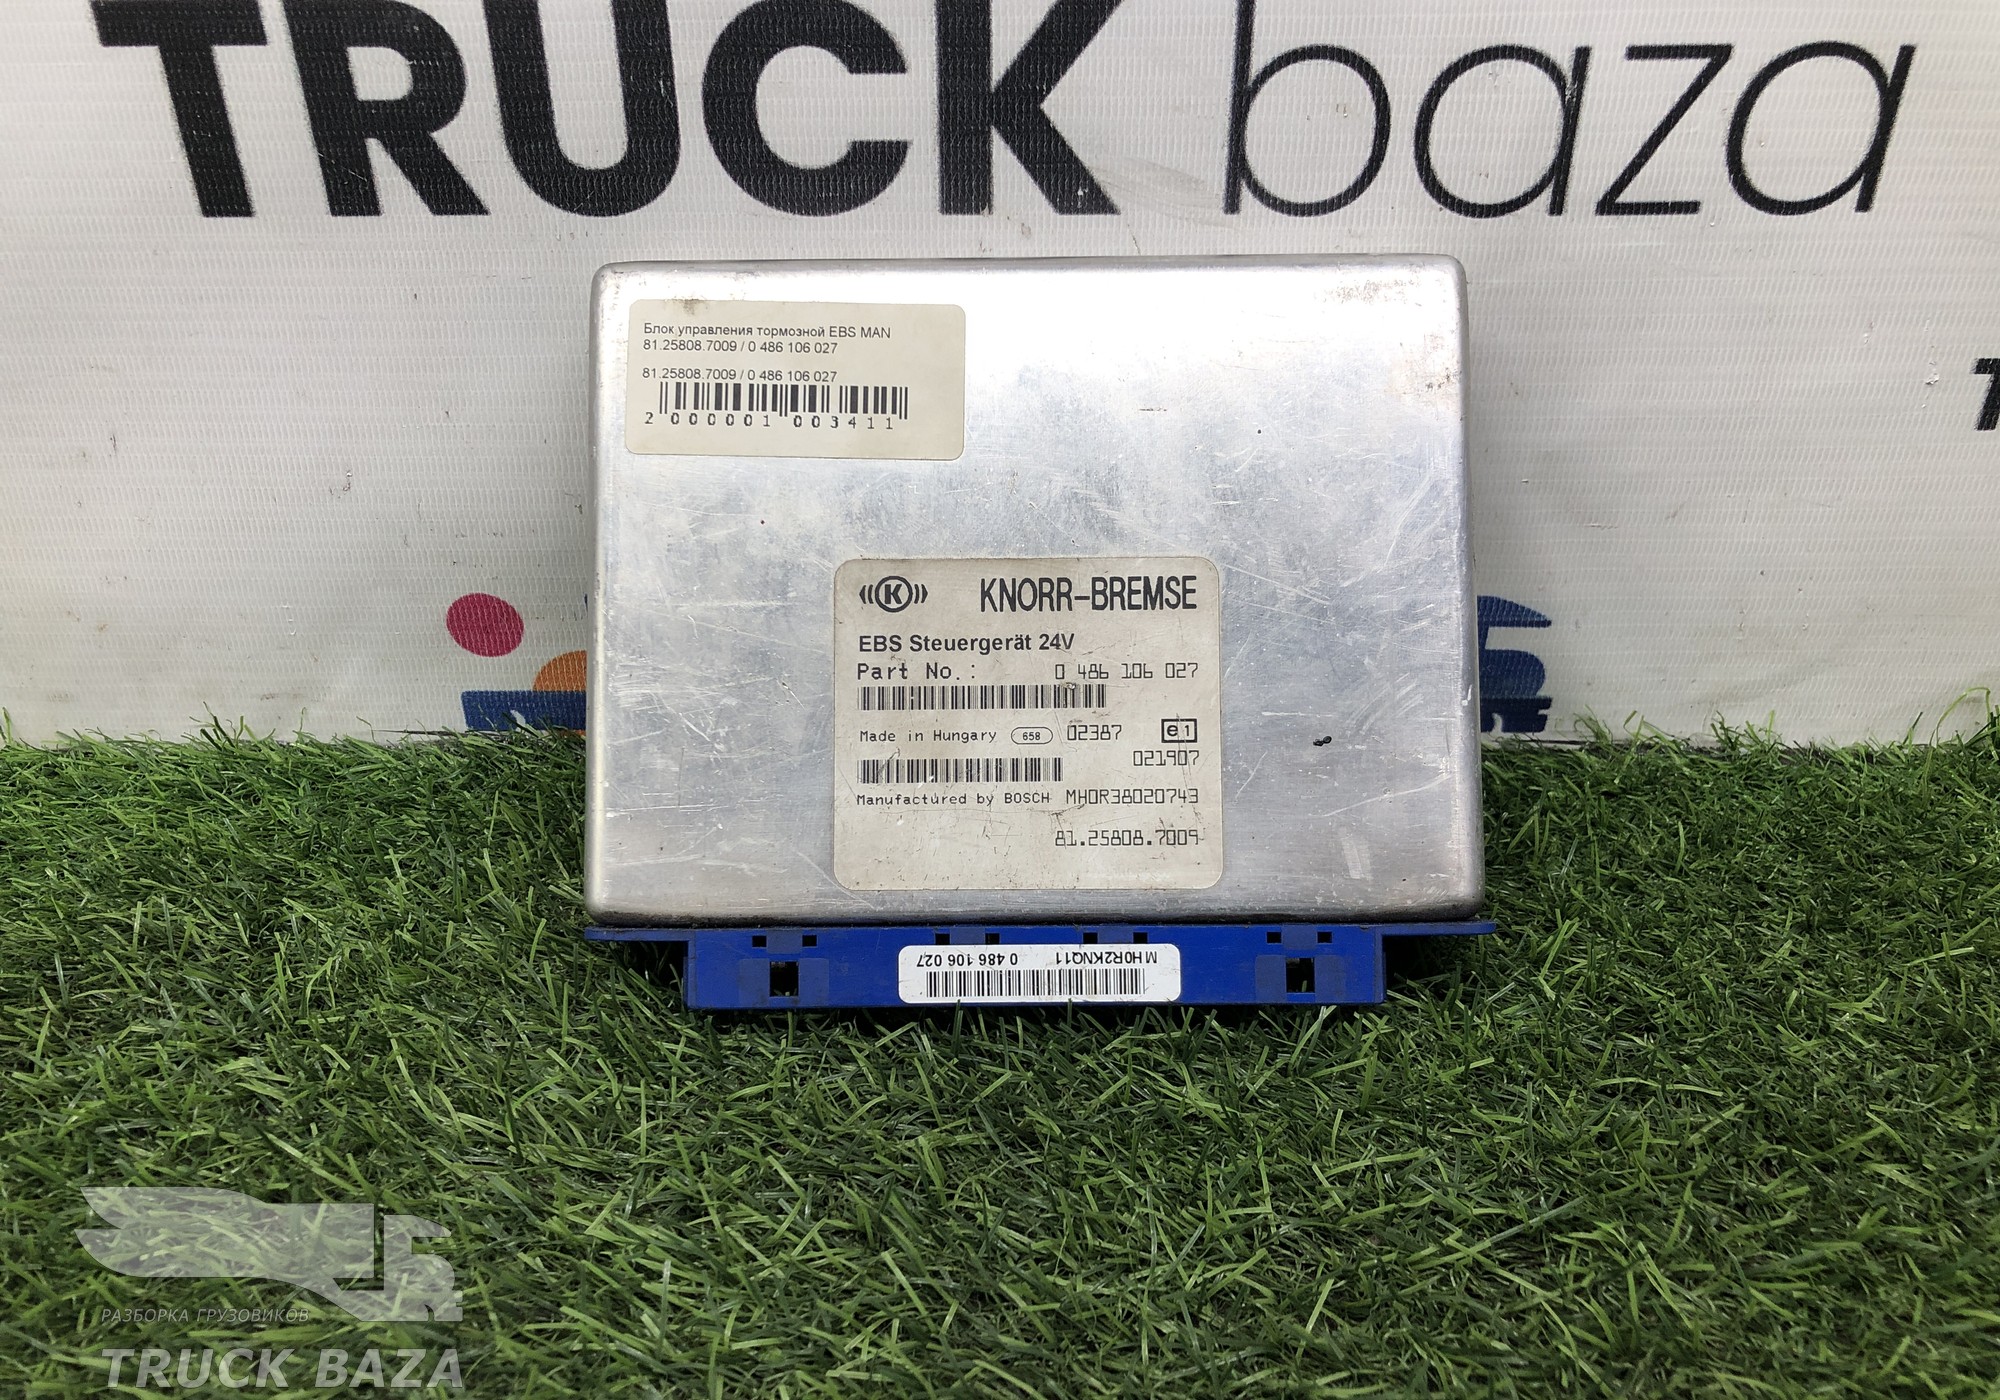 TRUCK baza
Блок управления тормозной EBS MAN
81.25808.7009 / 0 486 106 027
81.25808.7009 / 0 486 106 027
2 000001 003411
K
KNORR-BREMSE
EBS Steuergerät 24V
Part No.: 0 486 106 027
Made in Hungary 658 02387 e1
021907
Manufactured by BOSCH MH0R38020743
81.25808.7009
MH0R2KNQ11 0 486 106 027
РАЗБОРКА ГРУЗОВИКОВ
TRUCK BAZA